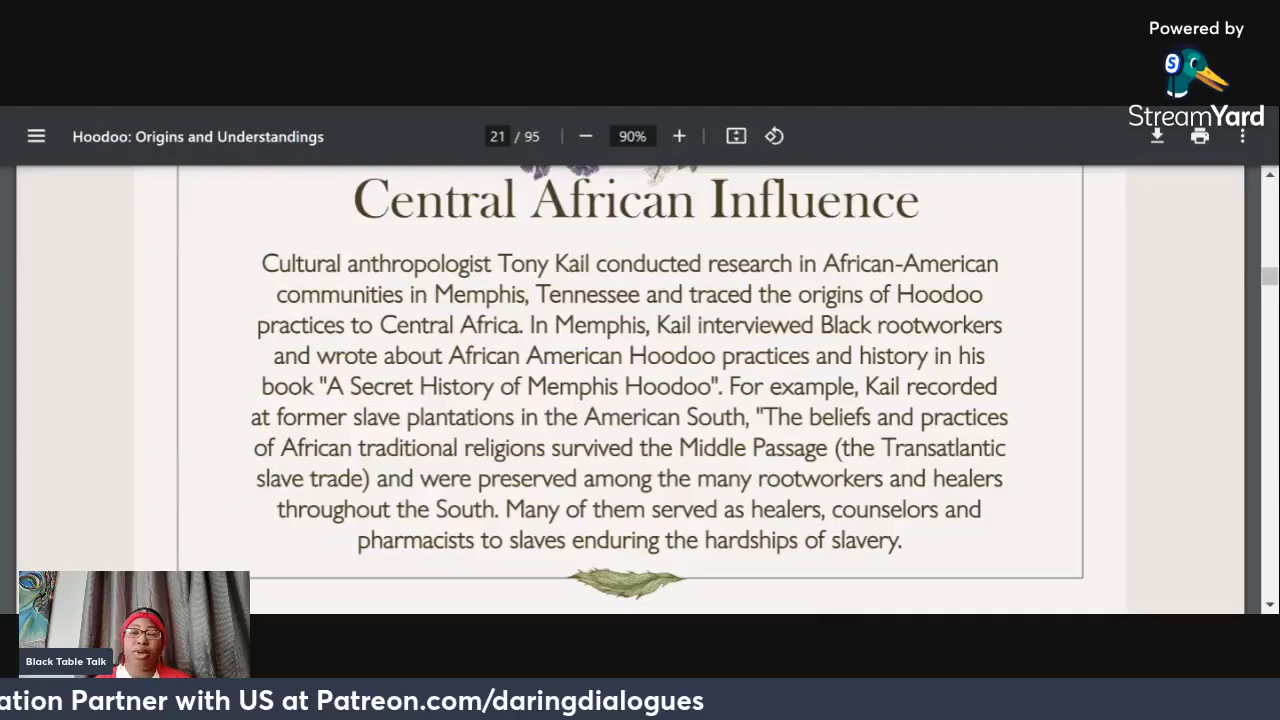 Powered by
StreamYard
Hoodoo: Origins and Understandings
21 / 95
90%
Central African Influence
Cultural anthropologist Tony Kail conducted research in African-American
communities in Memphis, Tennessee and traced the origins of Hoodoo
practices to Central Africa. In Memphis, Kail interviewed Black rootworkers
and wrote about African American Hoodoo practices and history in his
book "A Secret History of Memphis Hoodoo". For example, Kail recorded
at former slave plantations in the American South, "The beliefs and practices
of African traditional religions survived the Middle Passage (the Transatlantic
slave trade) and were preserved among the many rootworkers and healers
throughout the South. Many of them served as healers, counselors and
pharmacists to slaves enduring the hardships of slavery.
Black Table Talk
ation Partner with US at Patreon.com/daringdialogues